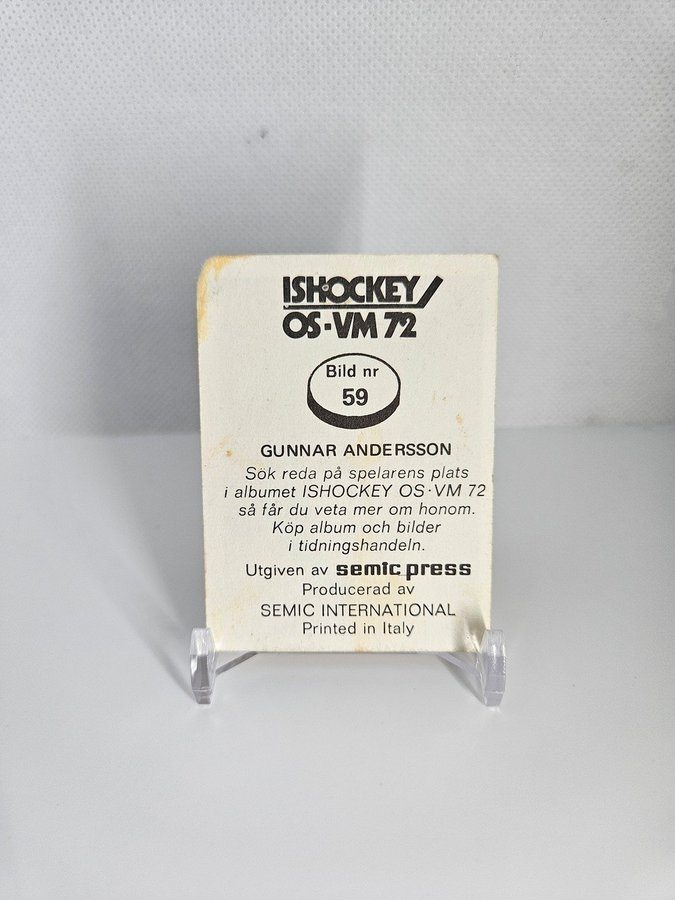 ISHOCKEY
OS·VM 72
Bild nr
59
GUNNAR ANDERSSON
Sök reda på spelarens plats
i albumet ISHOCKEY OS·VM 72
så får du veta mer om honom.
Köp album och bilder
i tidningshandeln.
Utgiven av semic press
Producerad av
SEMIC INTERNATIONAL
Printed in Italy